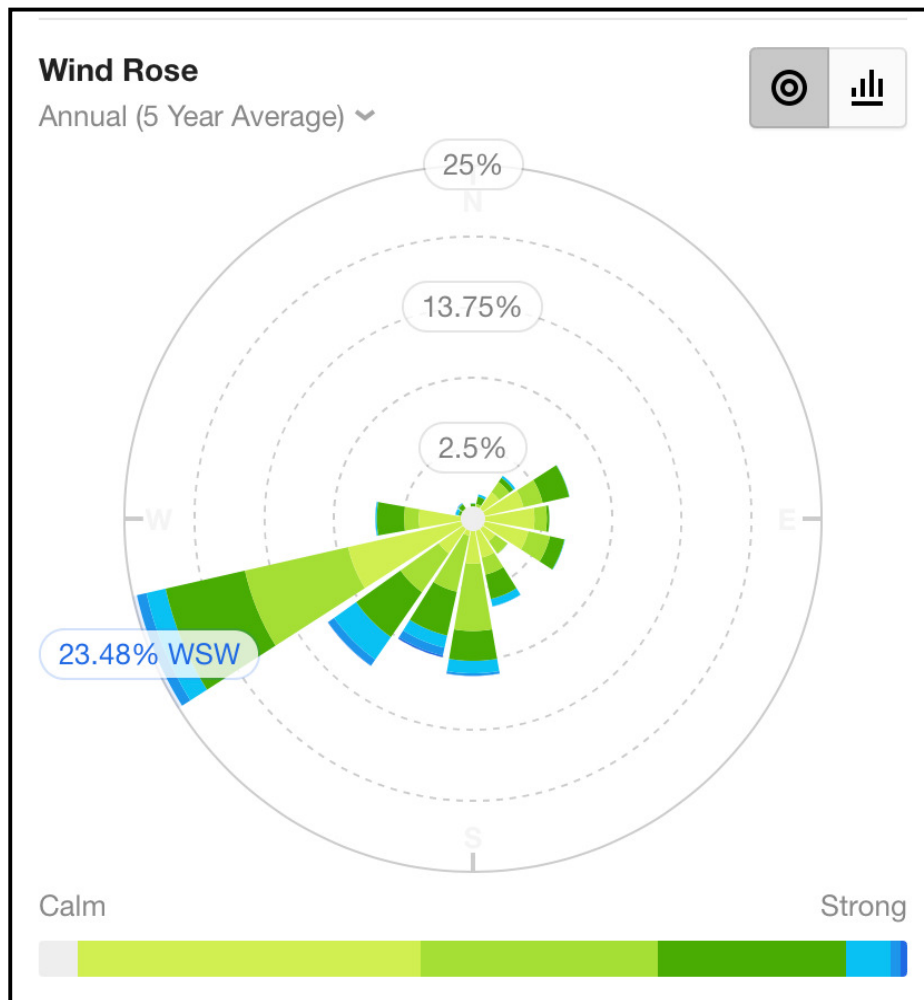 Wind Rose
Annual (5 Year Average)
25%
N
13.75%
2.5%
W
E
23.48% WSW
S
Calm
Strong